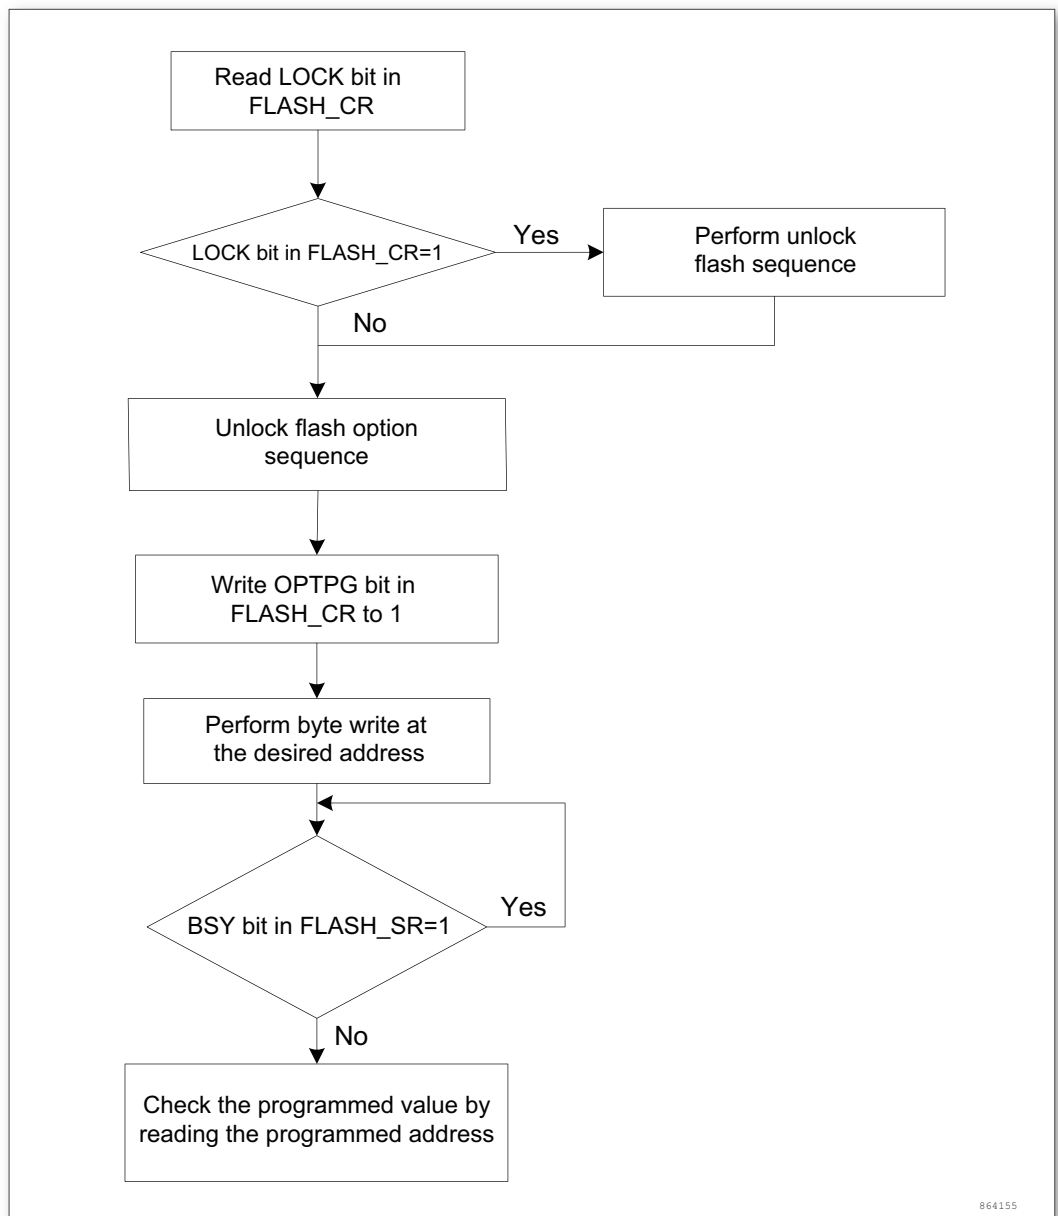 Read LOCK bit in
FLASH_CR
LOCK bit in FLASH_CR=1
Yes
Perform unlock
flash sequence
No
Unlock flash option
sequence
Write OPTPG bit in
FLASH_CR to 1
Perform byte write at
the desired address
BSY bit in FLASH_SR=1
Yes
No
Check the programmed value by
reading the programmed address
864155